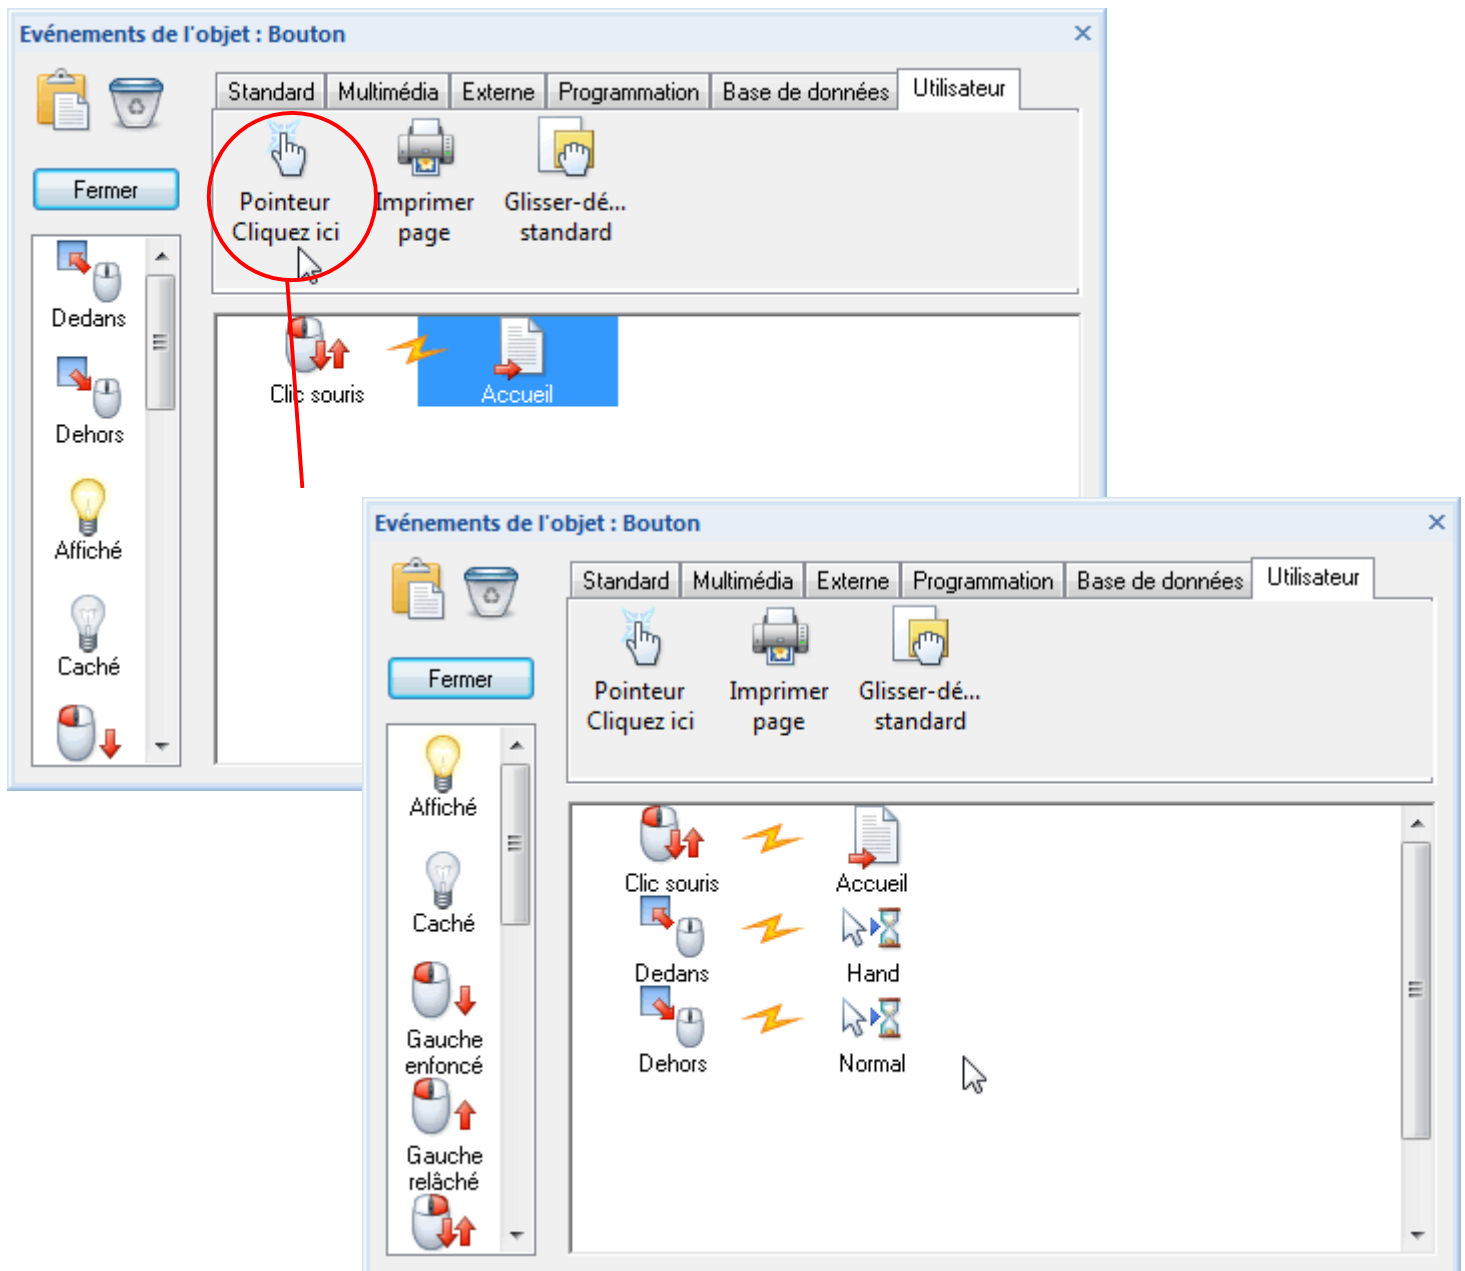 Evénements de l'objet : Bouton
Standard Multimédia Externe Programmation Base de données Utilisateur
Fermer
Pointeur
Cliquez ici
Imprimer
page
Glisser-dé...
standard
Dedans
Dehors
Affiché
Caché
Clic souris
Accueil
Evénements de l'objet : Bouton
Standard Multimédia Externe Programmation Base de données Utilisateur
Fermer
Pointeur
Cliquez ici
Imprimer
page
Glisser-dé...
standard
Affiché
Caché
Gauche
enfoncé
Gauche
relâché
Clic souris
Accueil
Dedans
Hand
Dehors
Normal